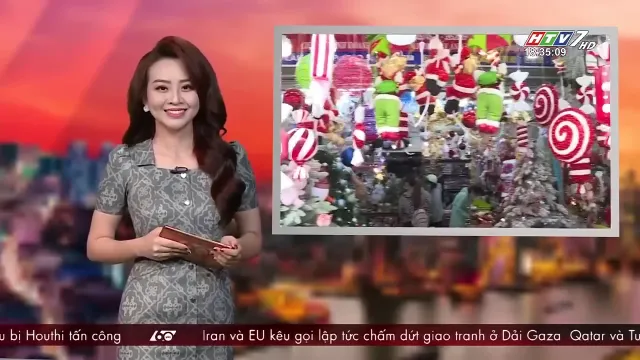 HTV7 HD
18:35:09
u bị Houthi tấn công 60 Iran và EU kêu gọi lập tức chấm dứt giao tranh ở Dải Gaza Qatar và Tu